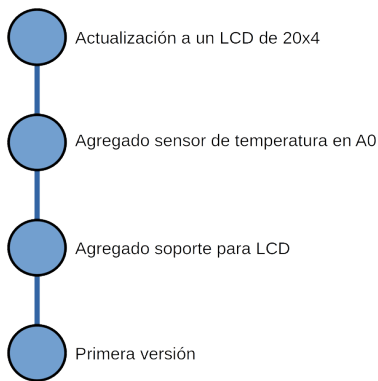 Actualización a un LCD de 20x4
Agregado sensor de temperatura en A0
Agregado soporte para LCD
Primera versión